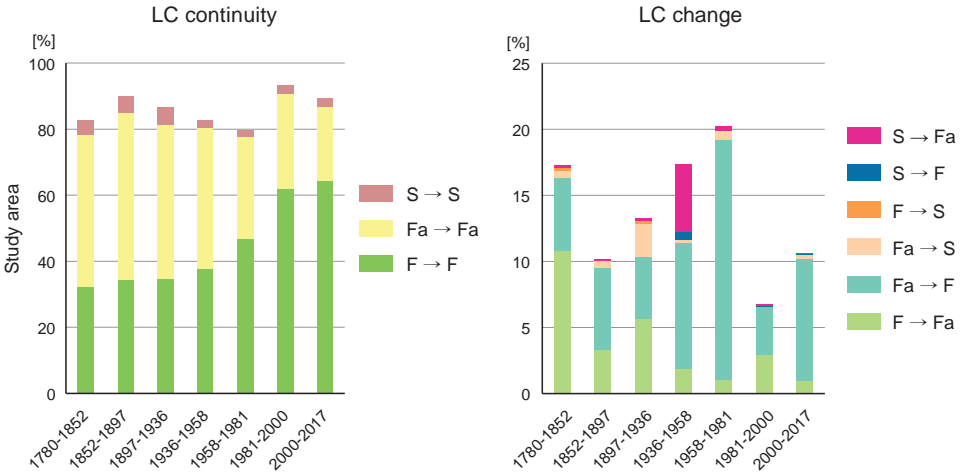 LC continuity
[%]
100
80
60
40
20
0
Study area
1780-1852
1852-1897
1897-1936
1936-1958
1958-1981
1981-2000
2000-2017
S → S
Fa → Fa
F → F
LC change
[%]
25
20
15
10
5
0
1780-1852
1852-1897
1897-1936
1936-1958
1958-1981
1981-2000
2000-2017
S → Fa
S → F
F → S
Fa → S
Fa → F
F → Fa